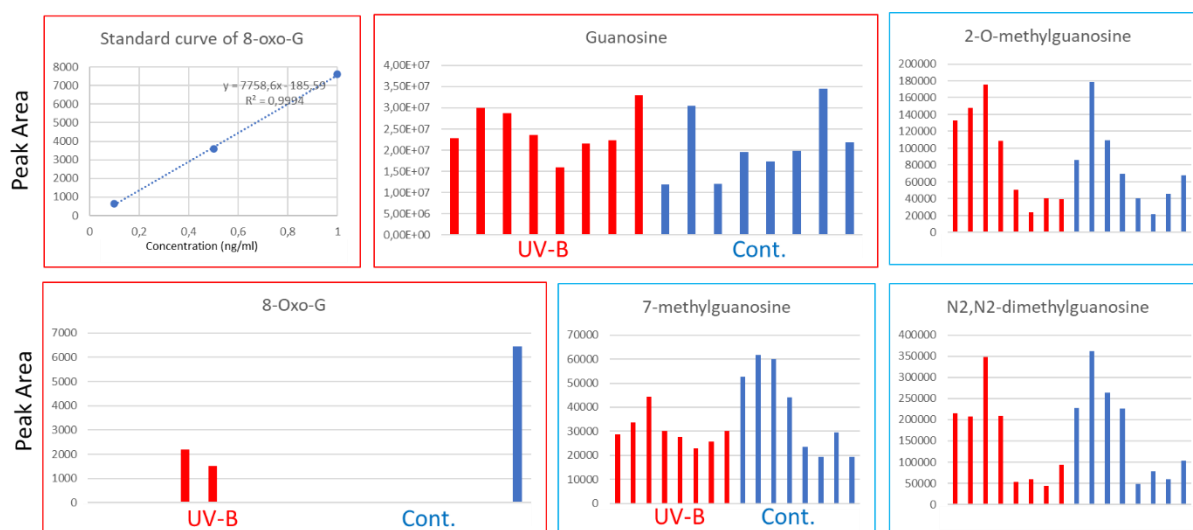 Standard curve of 8-oxo-G
8000
7000
6000
5000
4000
3000
2000
1000
0
y = 7758,6x - 185,59
R² = 0,9994
0 0,2 0,4 0,6 0,8 1
Concentration (ng/ml)
Peak Area
Guanosine
4,00E+07
3,50E+07
3,00E+07
2,50E+07
2,00E+07
1,50E+07
1,00E+07
5,00E+06
0,00E+00
UV-B Cont.
2-O-methylguanosine
200000
180000
160000
140000
120000
100000
80000
60000
40000
20000
0
8-Oxo-G
7000
6000
5000
4000
3000
2000
1000
0
Peak Area
UV-B Cont.
7-methylguanosine
70000
60000
50000
40000
30000
20000
10000
0
UV-B Cont.
N2,N2-dimethylguanosine
400000
350000
300000
250000
200000
150000
100000
50000
0